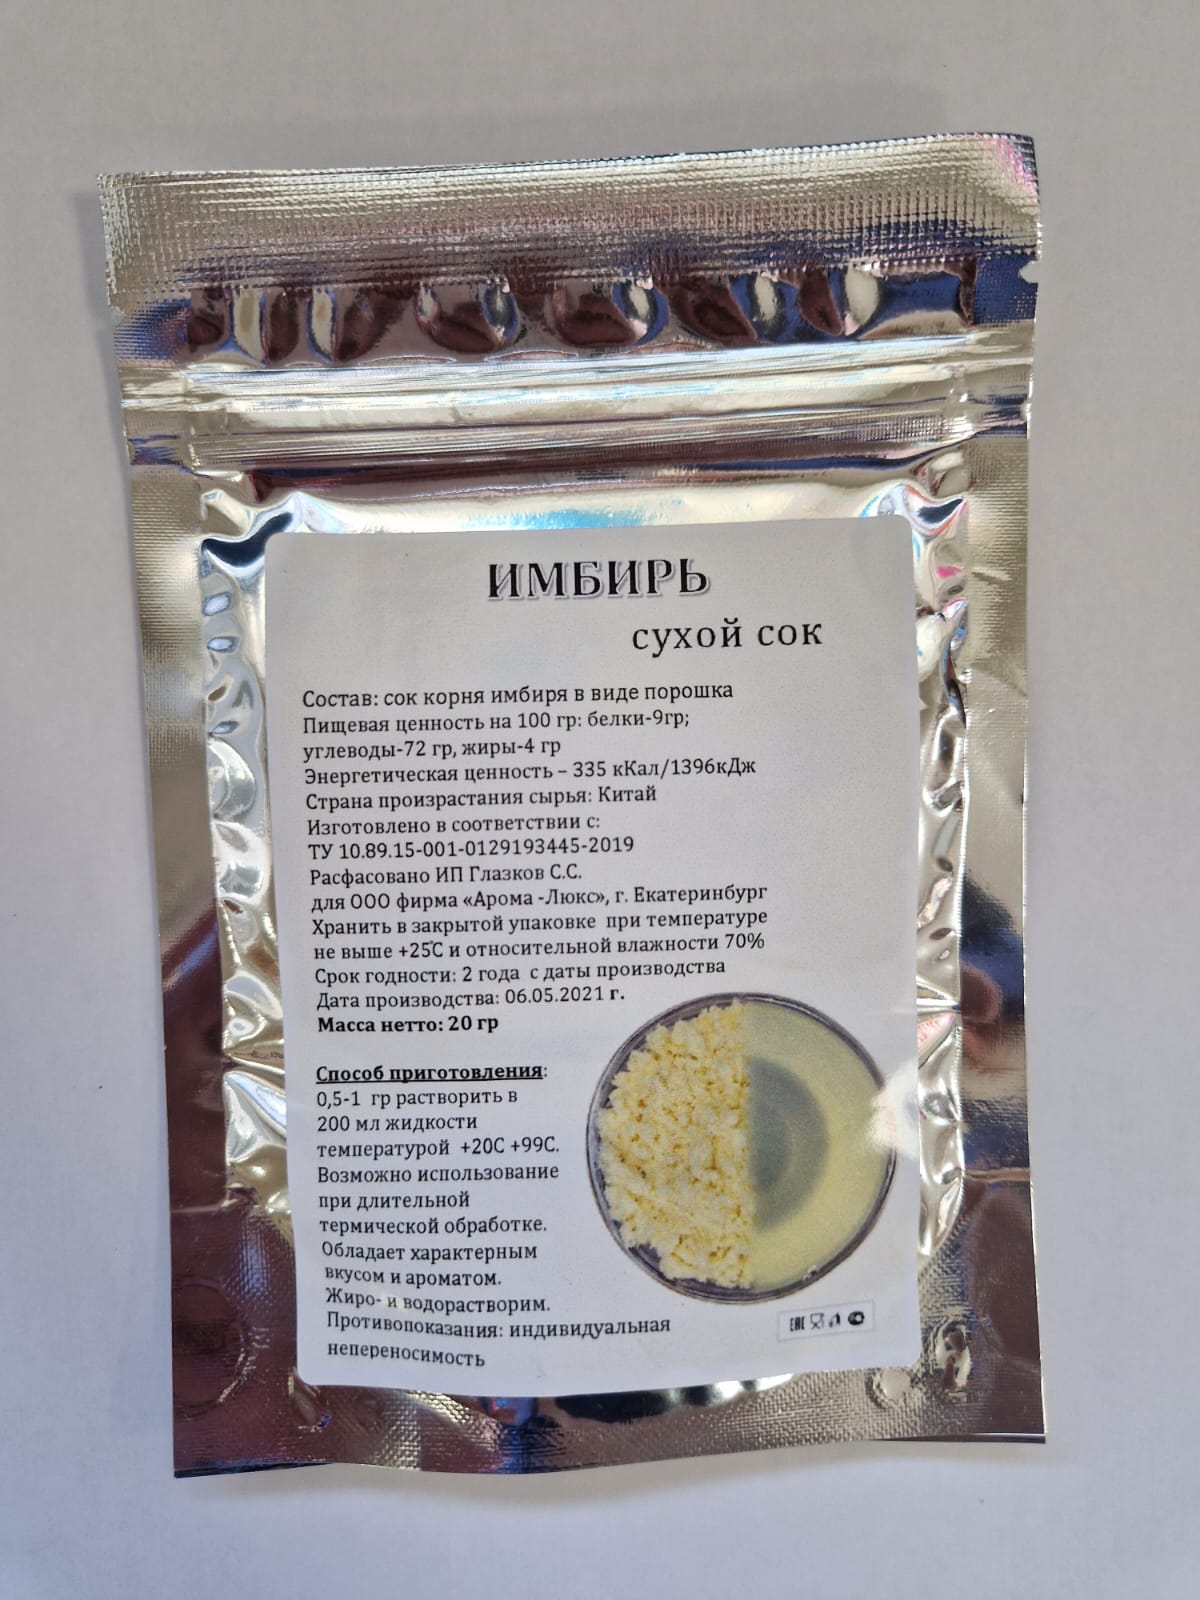 ИМБИРЬ
сухой сок
Состав: сок корня имбиря в виде порошка
Пищевая ценность на 100 гр: белки-9гр;
углеводы-72 гр, жиры-4 гр
Энергетическая ценность – 335 кКал/1396кДж
Страна произрастания сырья: Китай
Изготовлено в соответствии с:
ТУ 10.89.15-001-0129193445-2019
Расфасовано ИП Глазков С.С.
для ООО фирма «Арома -Люкс», г. Екатеринбург
Хранить в закрытой упаковке при температуре
не выше +25С и относительной влажности 70%
Срок годности: 2 года с даты производства
Дата производства: 06.05.2021 г.
Масса нетто: 20 гр
Способ приготовления:
0,5-1 гр растворить в
200 мл жидкости
температурой +20С +99С.
Возможно использование
при длительной
термической обработке.
Обладает характерным
вкусом и ароматом.
Жиро- и водорастворим.
Противопоказания: индивидуальная
непереносимость
ЕАС